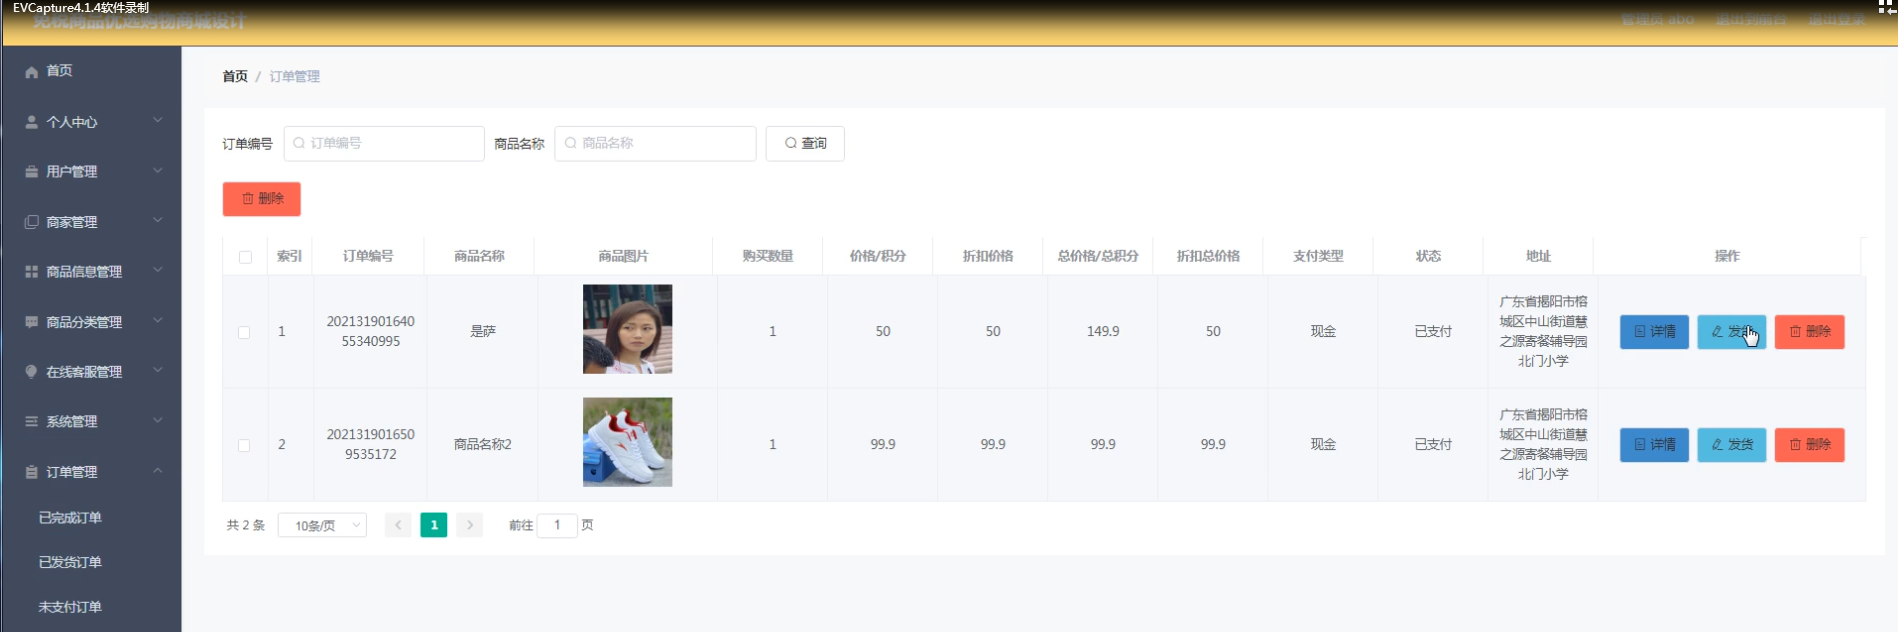 EVCapture4.1.4软件录制
免税商品优选购物商城设计
管理员 abo 退出到前台 退出登录
首页
个人中心
用户管理
商家管理
商品信息管理
商品分类管理
在线客服管理
系统管理
订单管理
已完成订单
已发货订单
未支付订单
首页 / 订单管理
订单编号 订单编号 商品名称 商品名称 查询
删除
索引 订单编号 商品名称 商品图片 购买数量 价格/积分 折扣价格 总价格/总积分 折扣总价格 支付类型 状态 地址 操作
1 202131901640
55340995 是萨 1 50 50 149.9 50 现金 已支付 广东省揭阳市榕
城区中山街道慧
之源寄餐辅导园
北门小学 详情 发货 删除
2 202131901650
9535172 商品名称2 1 99.9 99.9 99.9 99.9 现金 已支付 广东省揭阳市榕
城区中山街道慧
之源寄餐辅导园
北门小学 详情 发货 删除
共 2 条 10条/页 1 前往 1 页